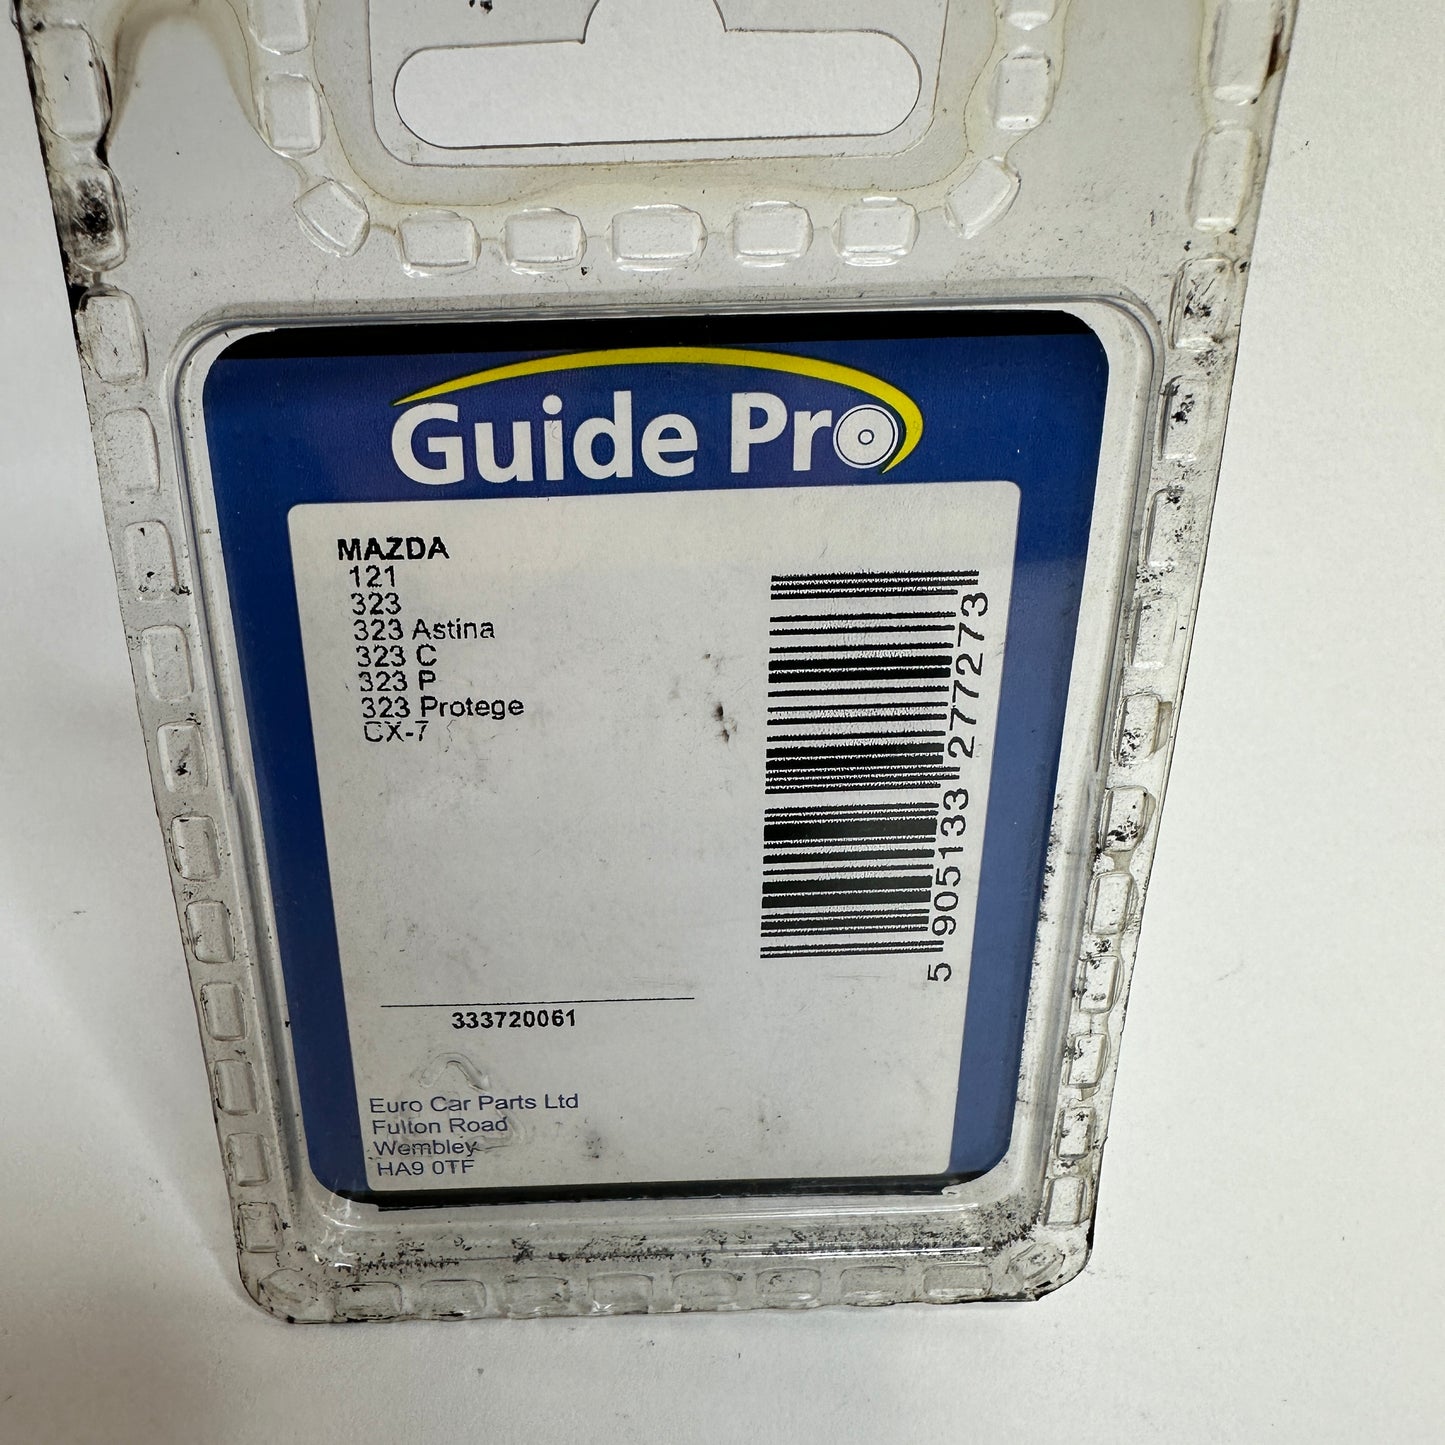 Guide Pro
MAZDA
121
323
323 Astina
323 C
323 P
323 Protege
CX-7
5 905133 277273
333720061
Euro Car Parts Ltd
Fulton Road
Wembley
HA9 0TF